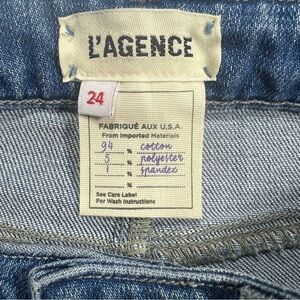 L'AGENCE
24
FABRIQUÉ AUX U.S.A.
From Imported Materials
94 % cotton
5 % polyester
1 % spandex
%
See Care Label
For Wash Instructions